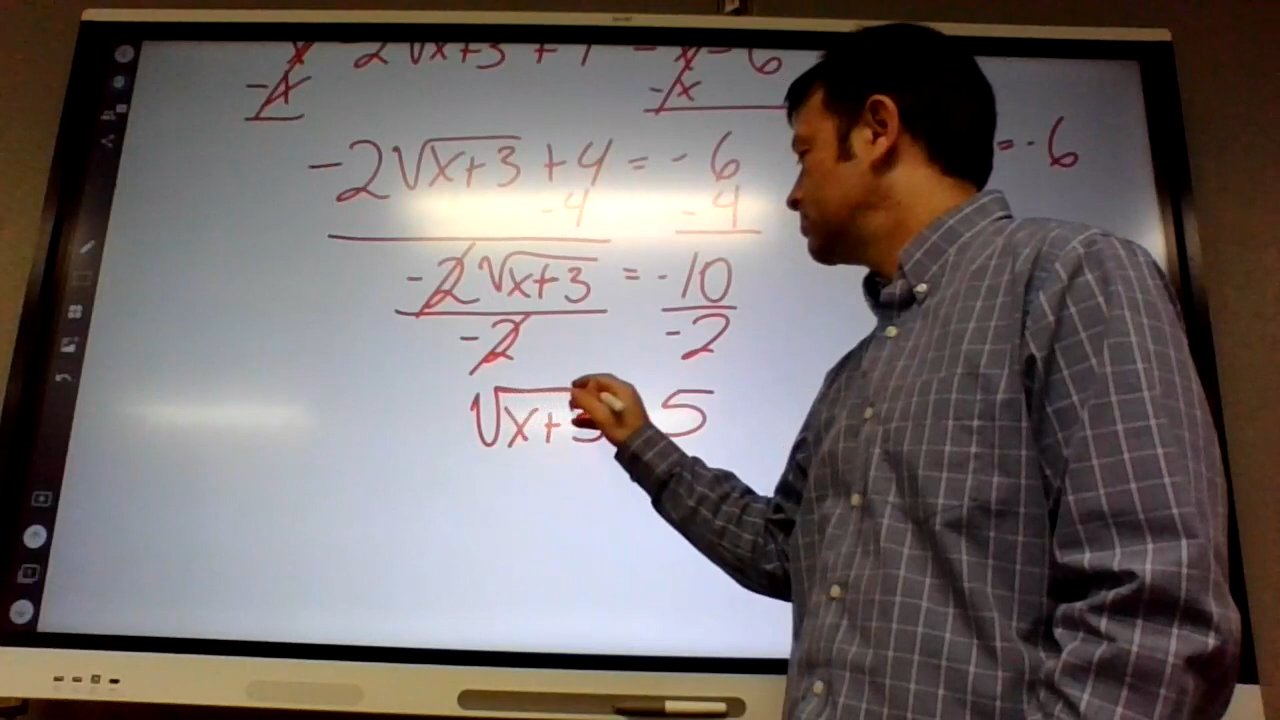 x -2√x+3 + 4 = x - 6
-x -x
-2√x+3 + 4 = - 6
= - 6
- 4 - 4
-2√x+3 = -10
-2 -2
√x+3 5